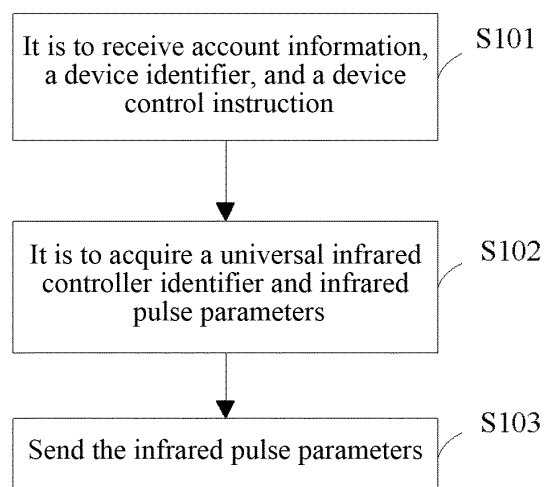 It is to receive account information,
a device identifier, and a device
control instruction
S101
It is to acquire a universal infrared
controller identifier and infrared
pulse parameters
S102
Send the infrared pulse parameters
S103